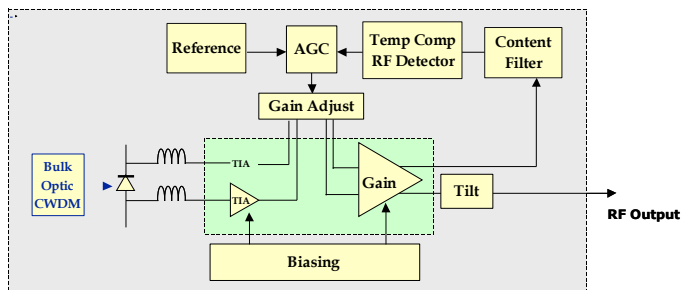 Reference
AGC
Temp Comp
RF Detector
Content
Filter
Gain Adjust
Bulk
Optic
CWDM
TIA
TIA
Gain
Tilt
RF Output
Biasing